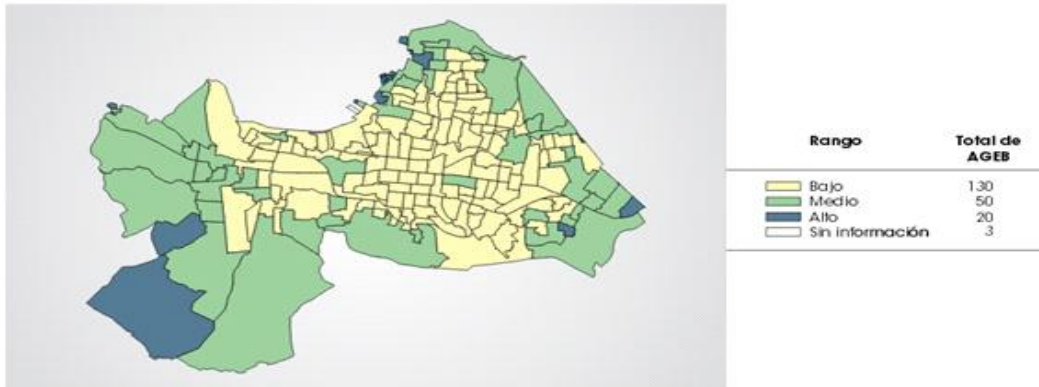 Rango Total de
AGEB
Bajo 130
Medio 50
Alto 20
Sin información 3